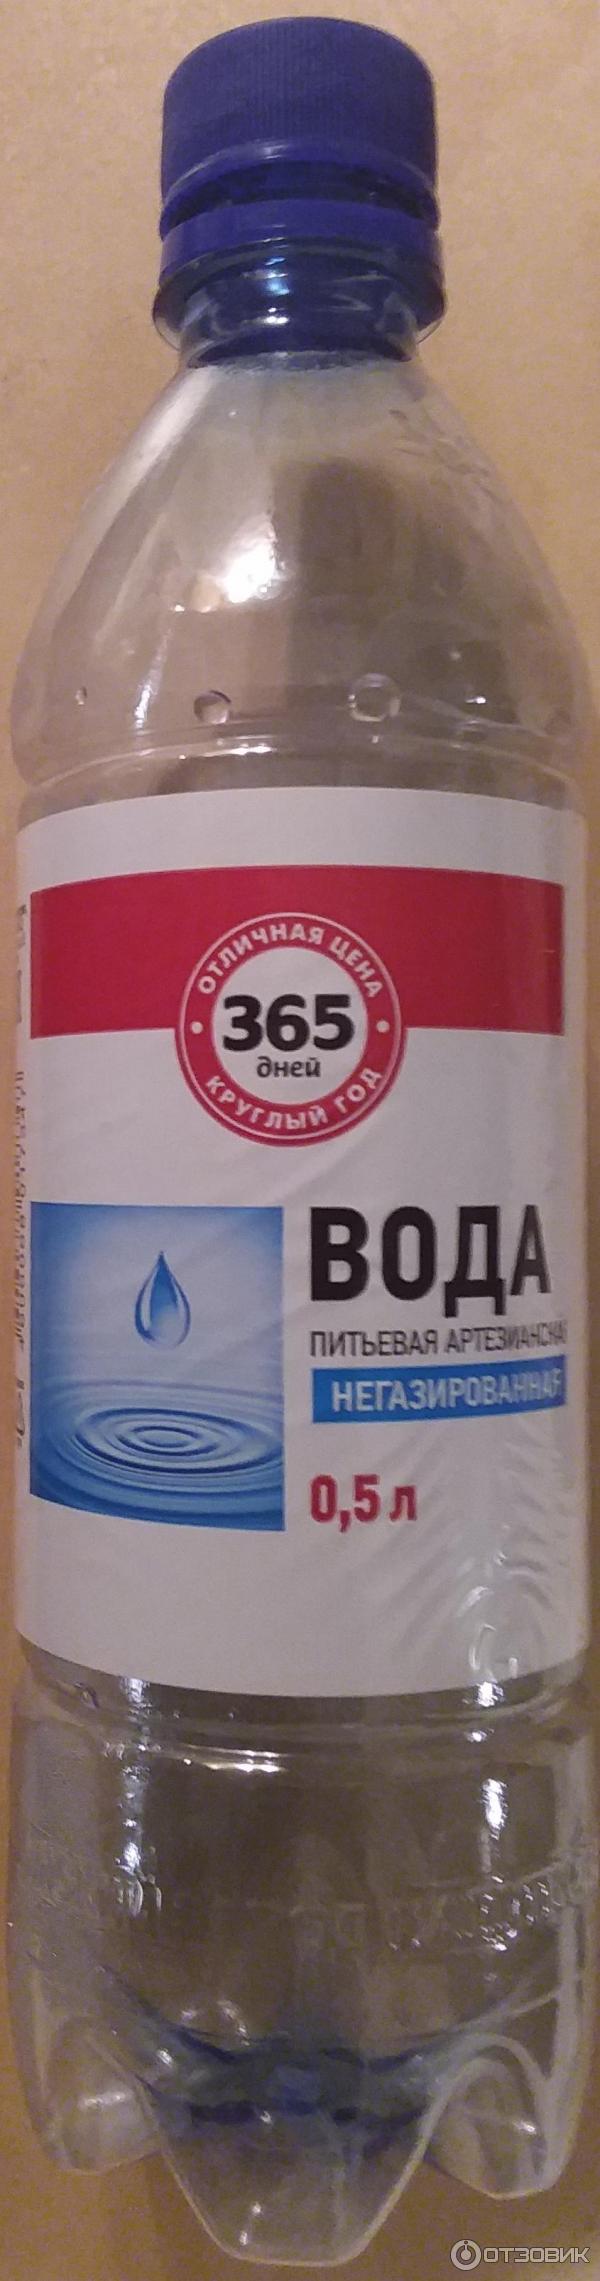 ОТЛИЧНАЯ ЦЕНА
365
дней
КРУГЛЫЙ ГОД
ВОДА
ПИТЬЕВАЯ АРТЕЗИАНСКАЯ
НЕГАЗИРОВАННАЯ
0,5 л
ОТЗОВИК